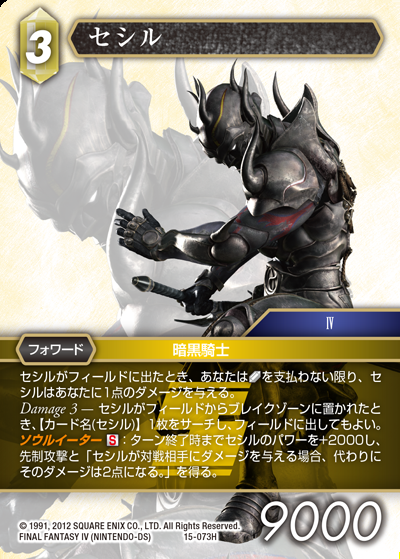 3
セシル
IV
フォワード
暗黒騎士
セシルがフィールドに出たとき、あなたはを支払わない限り、セ
シルはあなたに1点のダメージを与える。
Damage 3 — セシルがフィールドからブレイクゾーンに置かれたと
き、【カード名(セシル)】1枚をサーチし、フィールドに出してもよい。
ソウルイーター S：ターン終了時までセシルのパワーを+2000し、
先制攻撃と「セシルが対戦相手にダメージを与える場合、代わりに
そのダメージは2点になる。」を得る。
© 1991, 2012 SQUARE ENIX CO., LTD. All Rights Reserved.
FINAL FANTASY IV (NINTENDO-DS)
15-073H
9000